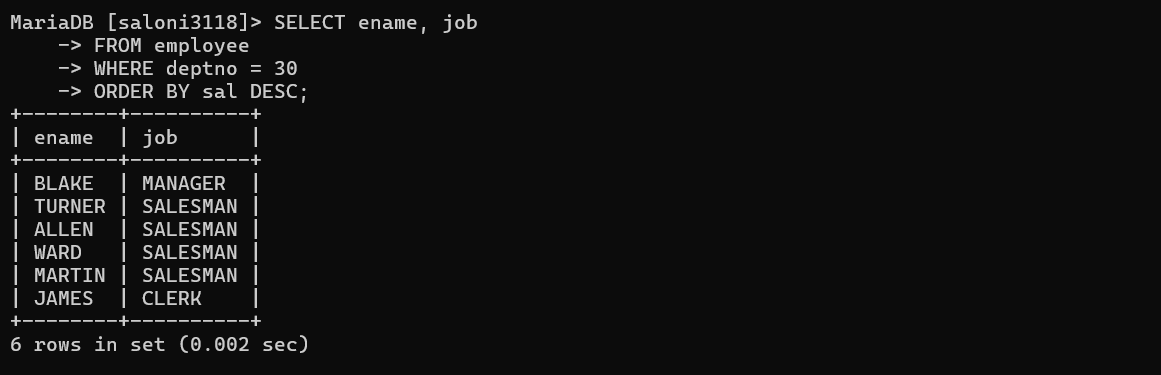 MariaDB [saloni3118]> SELECT ename, job
    -> FROM employee
    -> WHERE deptno = 30
    -> ORDER BY sal DESC;
+--------+----------+
| ename  | job      |
+--------+----------+
| BLAKE  | MANAGER  |
| TURNER | SALESMAN |
| ALLEN  | SALESMAN |
| WARD   | SALESMAN |
| MARTIN | SALESMAN |
| JAMES  | CLERK    |
+--------+----------+
6 rows in set (0.002 sec)